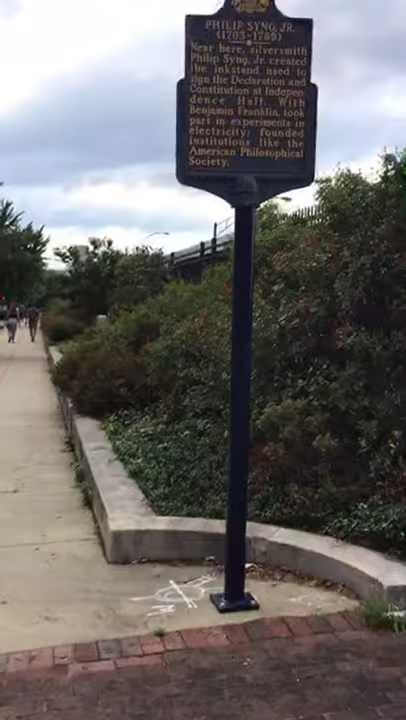 PHILIP SYNG, JR.
(1703-1789)
Near here, silversmith
Philip Syng, Jr. created
the inkstand used to
sign the Declaration and
Constitution at Indepen-
dence Hall. With
Benjamin Franklin, took
part in experiments in
electricity; founded
institutions like the
American Philosophical
Society.